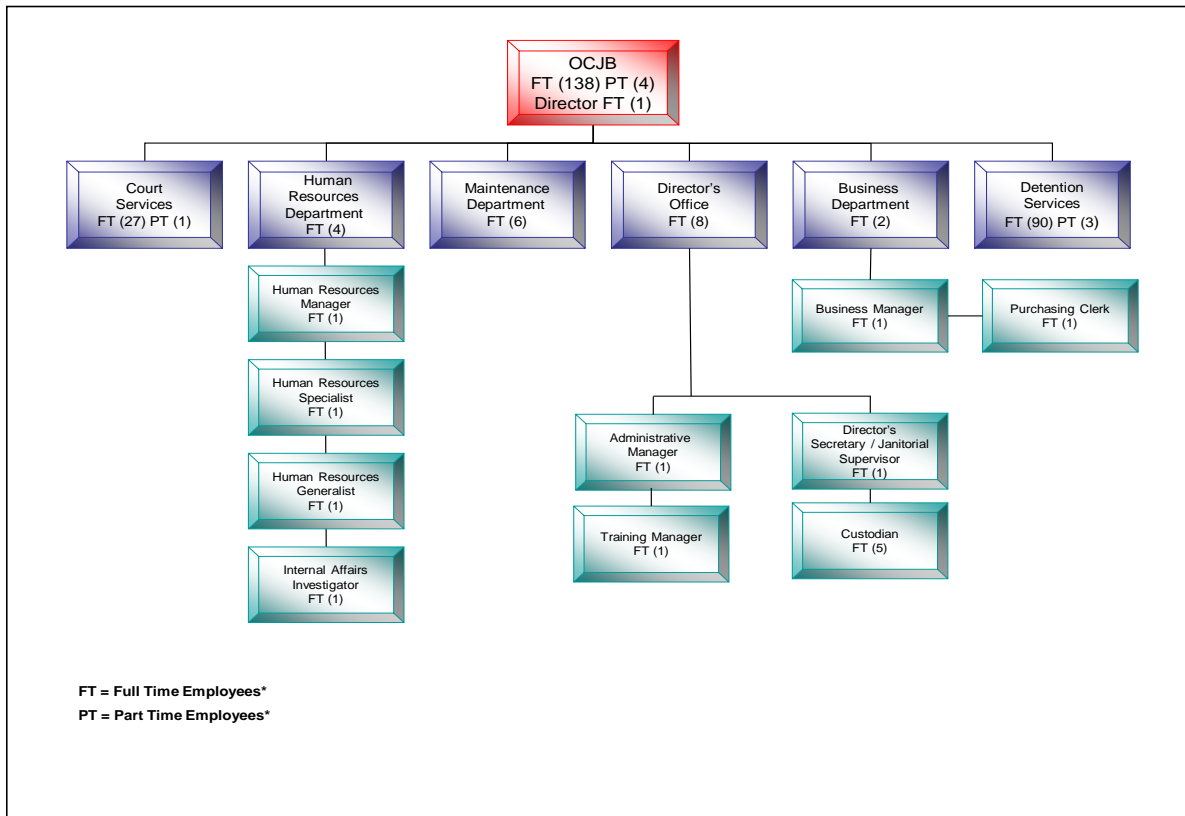 OCJB
FT (138) PT (4)
Director FT (1)
Court
Services
FT (27) PT (1)
Human
Resources
Department
FT (4)
Maintenance
Department
FT (6)
Director's
Office
FT (8)
Business
Department
FT (2)
Detention
Services
FT (90) PT (3)
Human Resources
Manager
FT (1)
Human Resources
Specialist
FT (1)
Human Resources
Generalist
FT (1)
Internal Affairs
Investigator
FT (1)
Administrative
Manager
FT (1)
Training Manager
FT (1)
Director's
Secretary / Janitorial
Supervisor
FT (1)
Custodian
FT (5)
Business Manager
FT (1)
Purchasing Clerk
FT (1)
FT = Full Time Employees*
PT = Part Time Employees*